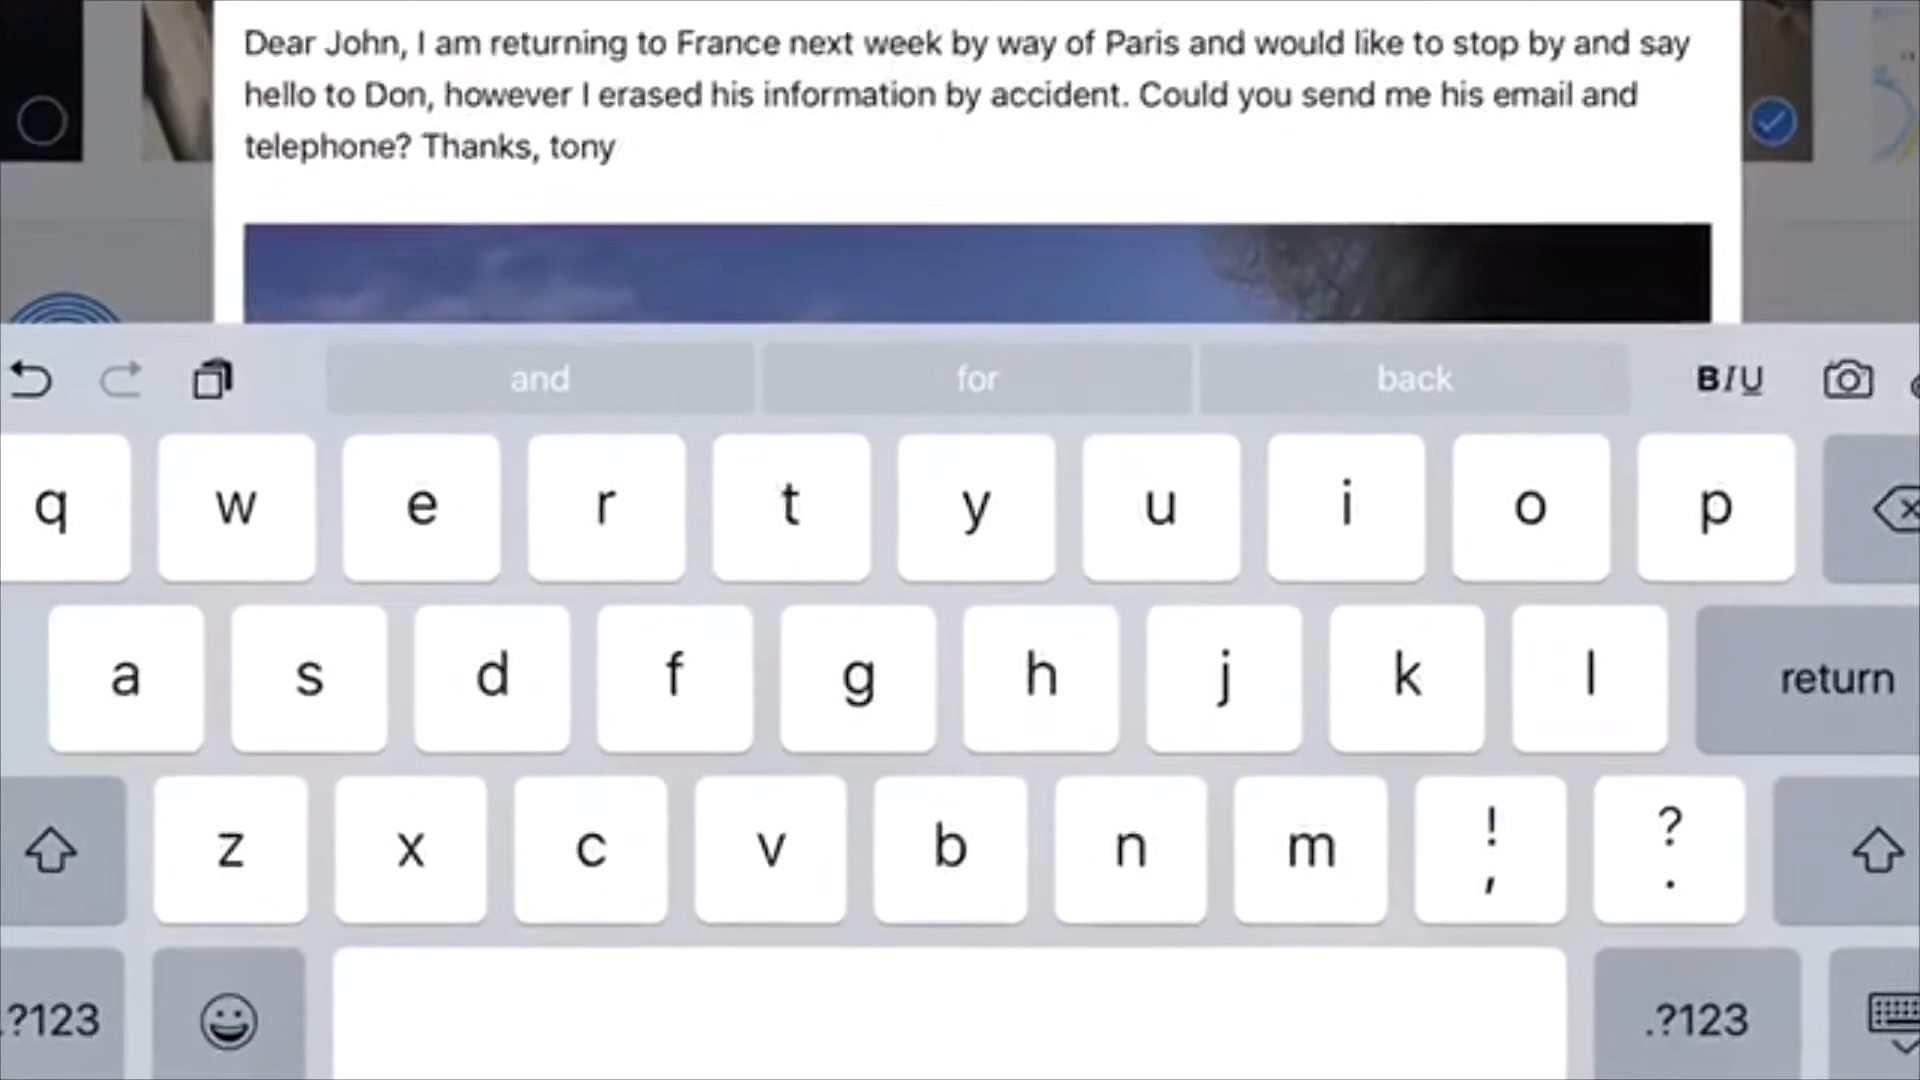 Dear John, I am returning to France next week by way of Paris and would like to stop by and say
hello to Don, however I erased his information by accident. Could you send me his email and
telephone? Thanks, tony
and for back BIU
q w e r t y u i o p
a s d f g h j k l return
z x c v b n m ! , ? .
.?123 .?123